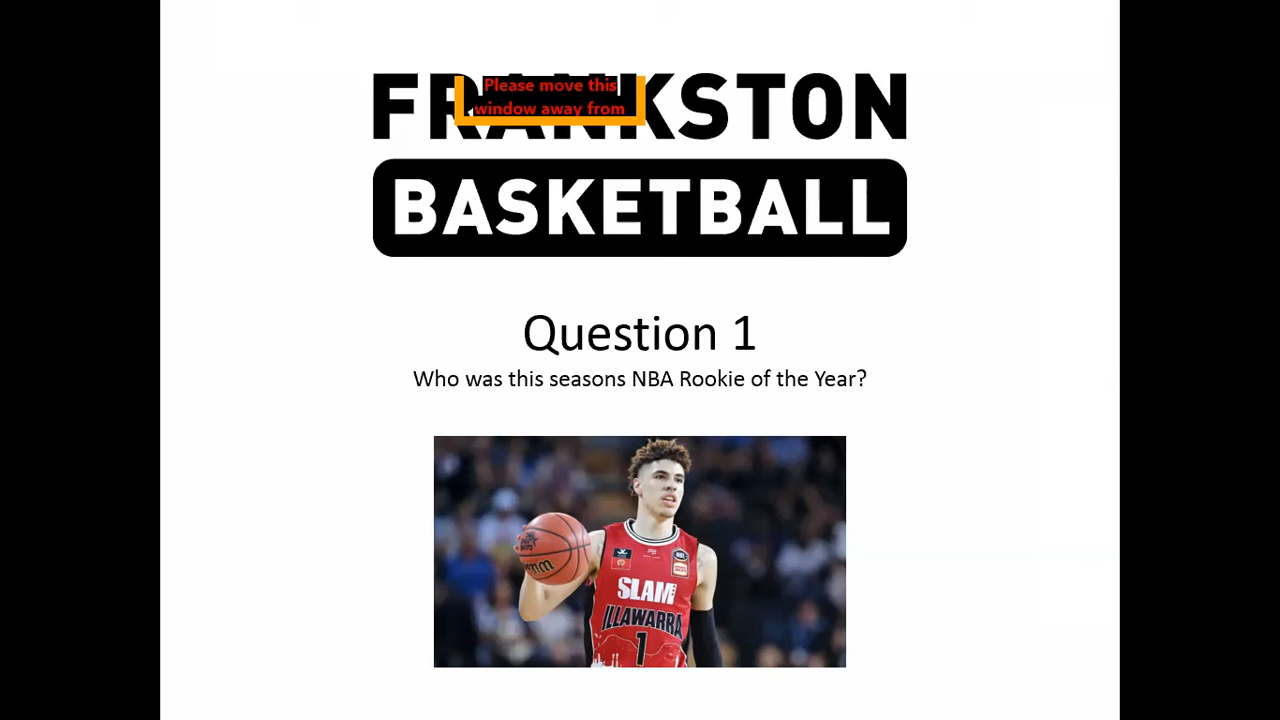 FRANKSTON
Please move this
window away from
BASKETBALL
Question 1
Who was this seasons NBA Rookie of the Year?
SLAM
ILLAWARRA
1